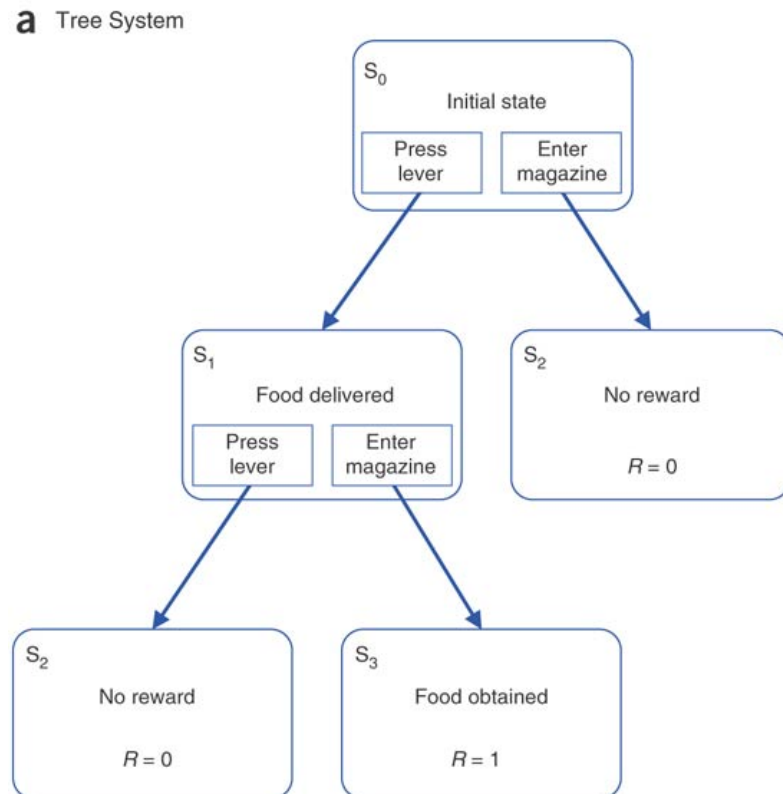 a Tree System
S₀
Initial state
Press
lever
Enter
magazine
S₁
Food delivered
Press
lever
Enter
magazine
S₂
No reward
R = 0
S₂
No reward
R = 0
S₃
Food obtained
R = 1